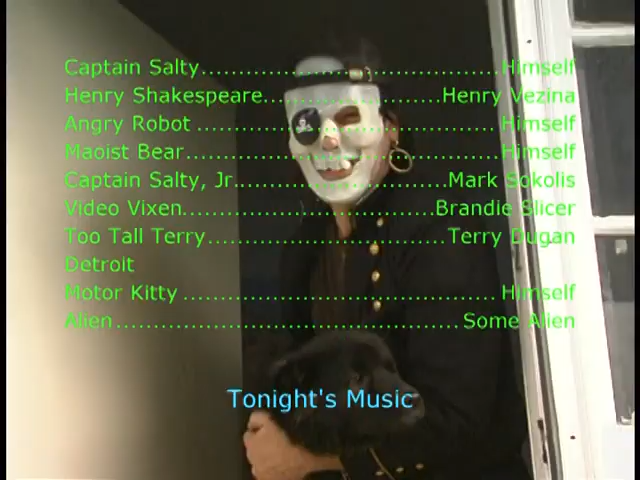 Captain Salty..............................Himself
Henry Shakespeare..................Henry Vezina
Angry Robot ..............................Himself
Maoist Bear...............................Himself
Captain Salty, Jr......................Mark Sokolis
Video Vixen..........................Brandie Slicer
Too Tall Terry.........................Terry Dugan
Detroit
Motor Kitty ................................Himself
Alien.....................................Some Alien
Tonight's Music